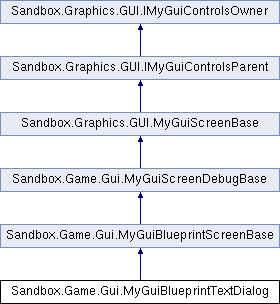 Sandbox.Graphics.GUI.IMyGuiControlsOwner
Sandbox.Graphics.GUI.IMyGuiControlsParent
Sandbox.Graphics.GUI.MyGuiScreenBase
Sandbox.Game.Gui.MyGuiScreenDebugBase
Sandbox.Game.Gui.MyGuiBlueprintScreenBase
Sandbox.Game.Gui.MyGuiBlueprintTextDialog